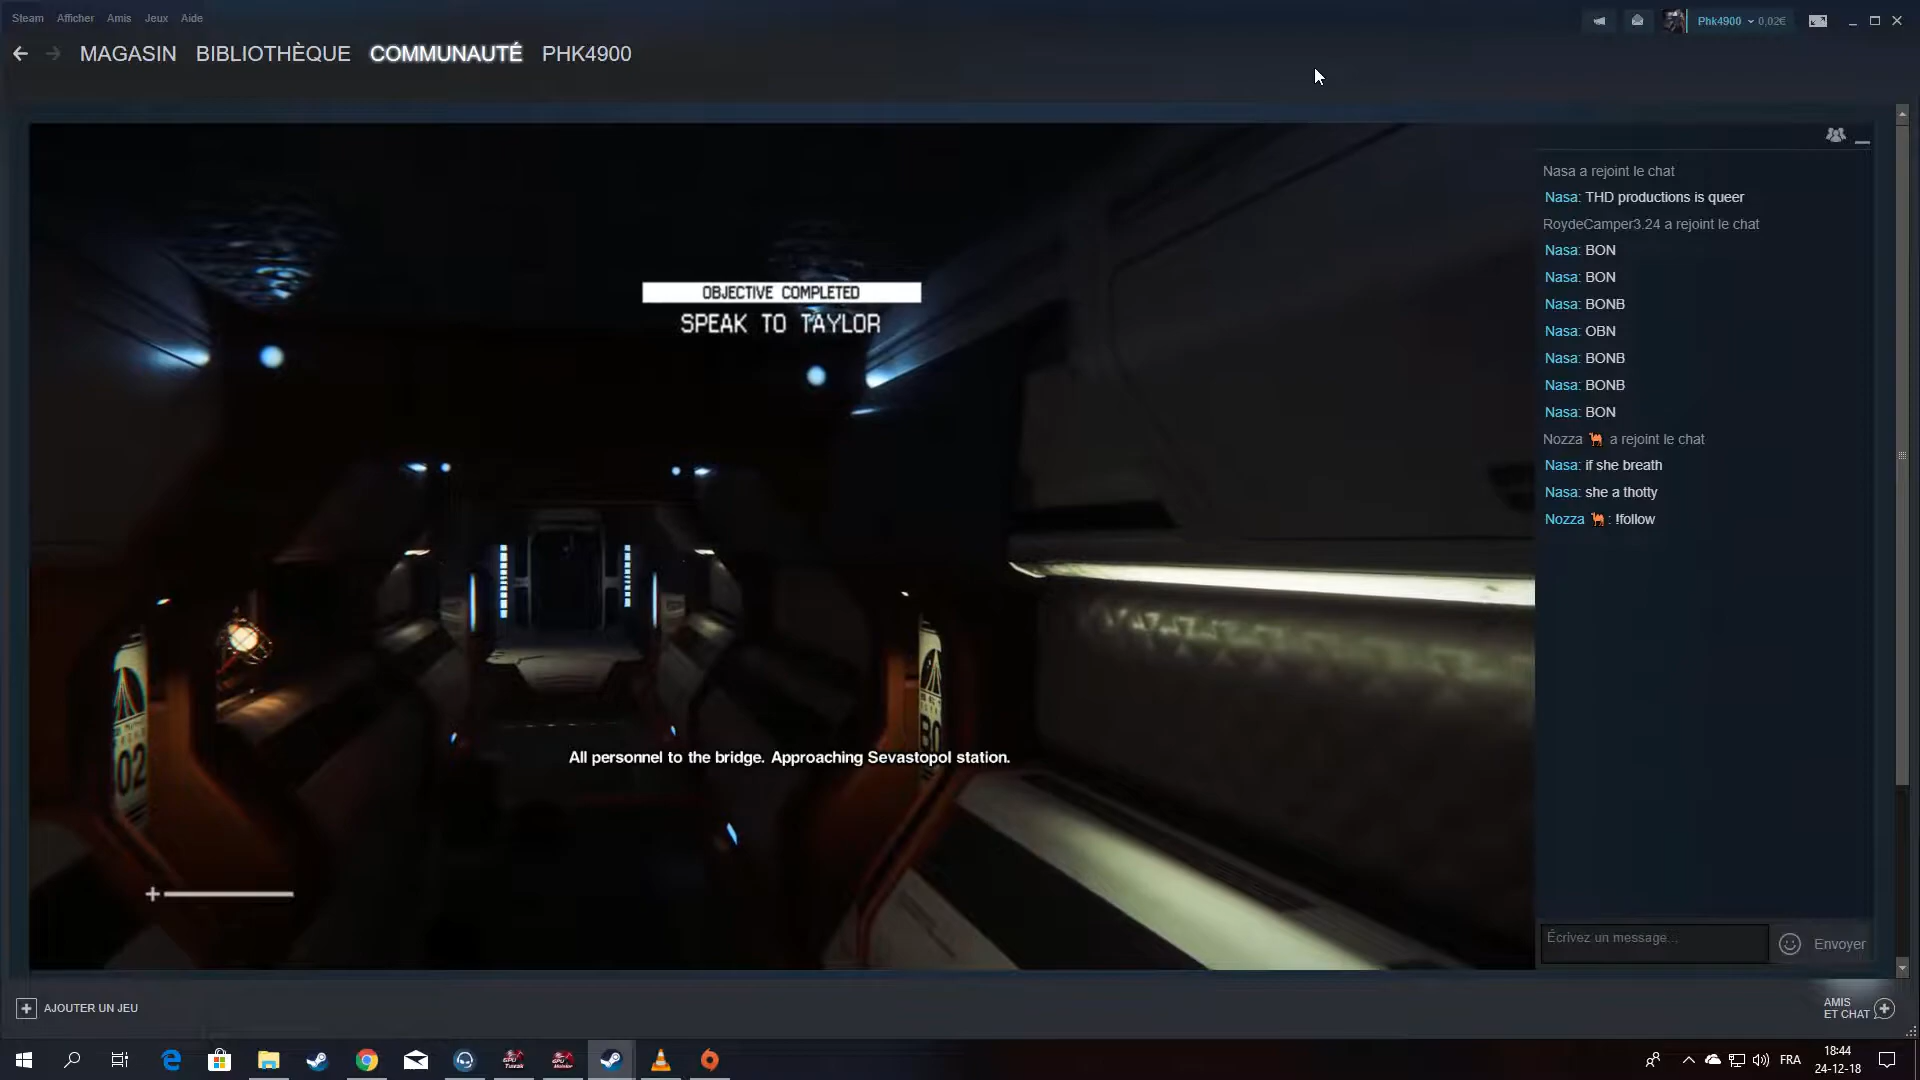 Steam Afficher Amis Jeux Aide
Phk4900 0,02€
MAGASIN BIBLIOTHÈQUE COMMUNAUTÉ PHK4900
Nasa a rejoint le chat
Nasa: THD productions is queer
RoydeCamper3.24 a rejoint le chat
Nasa: BON
Nasa: BON
Nasa: BONB
Nasa: OBN
Nasa: BONB
Nasa: BONB
Nasa: BON
Nozza 🐫 a rejoint le chat
Nasa: if she breath
Nasa: she a thotty
Nozza 🐫 : !follow
OBJECTIVE COMPLETED
SPEAK TO TAYLOR
02
All personnel to the bridge. Approaching Sevastopol station.
Écrivez un message...
Envoyer
AJOUTER UN JEU
AMIS
ET CHAT
FRA
18:44
24-12-18